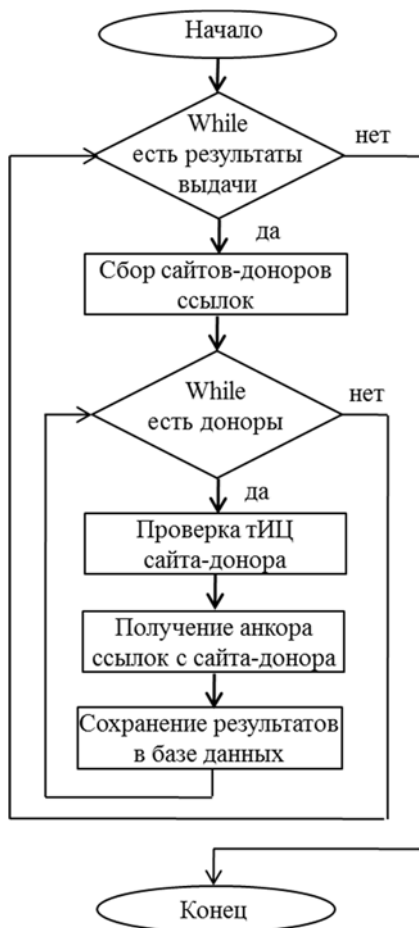 Начало
While
есть результаты
выдачи
нет
да
Сбор сайтов-доноров
ссылок
While
есть доноры
нет
да
Проверка тИЦ
сайта-донора
Получение анкора
ссылок с сайта-донора
Сохранение результатов
в базе данных
Конец